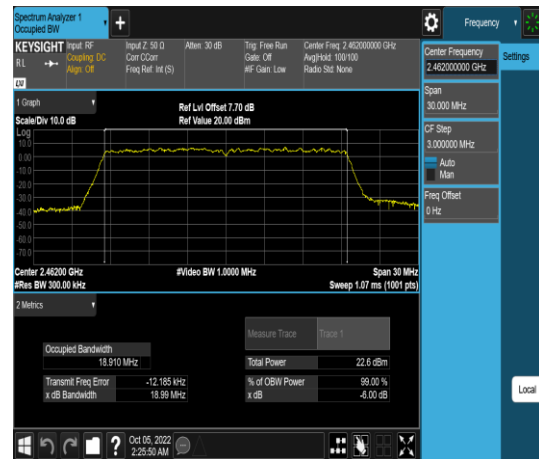 Spectrum Analyzer 1
Occupied BW
+
Frequency
KEYSIGHT
RL
LXI
Input: RF
Coupling: DC
Align: Off
Input Z: 50 Ω
Corr CCorr
Freq Ref: Int (S)
Atten: 30 dB
Trig: Free Run
Gate: Off
#IF Gain: Low
Center Freq: 2.462000000 GHz
Avg|Hold: 100/100
Radio Std: None
Center Frequency
2.462000000 GHz
Settings
Span
30.000 MHz
CF Step
3.000000 MHz
Auto
Man
Freq Offset
0 Hz
Local
1 Graph
Scale/Div 10.0 dB
Ref Lvl Offset 7.70 dB
Ref Value 20.00 dBm
Log
10.0
0.00
-10.0
-20.0
-30.0
-40.0
-50.0
-60.0
-70.0
Center 2.46200 GHz
#Res BW 300.00 kHz
#Video BW 1.0000 MHz
Span 30 MHz
Sweep 1.07 ms (1001 pts)
2 Metrics
Measure Trace
Trace 1
Occupied Bandwidth
18.910 MHz
Total Power
22.6 dBm
Transmit Freq Error
-12.185 kHz
% of OBW Power
99.00 %
x dB Bandwidth
18.99 MHz
x dB
-6.00 dB
?
Oct 05, 2022
2:25:50 AM